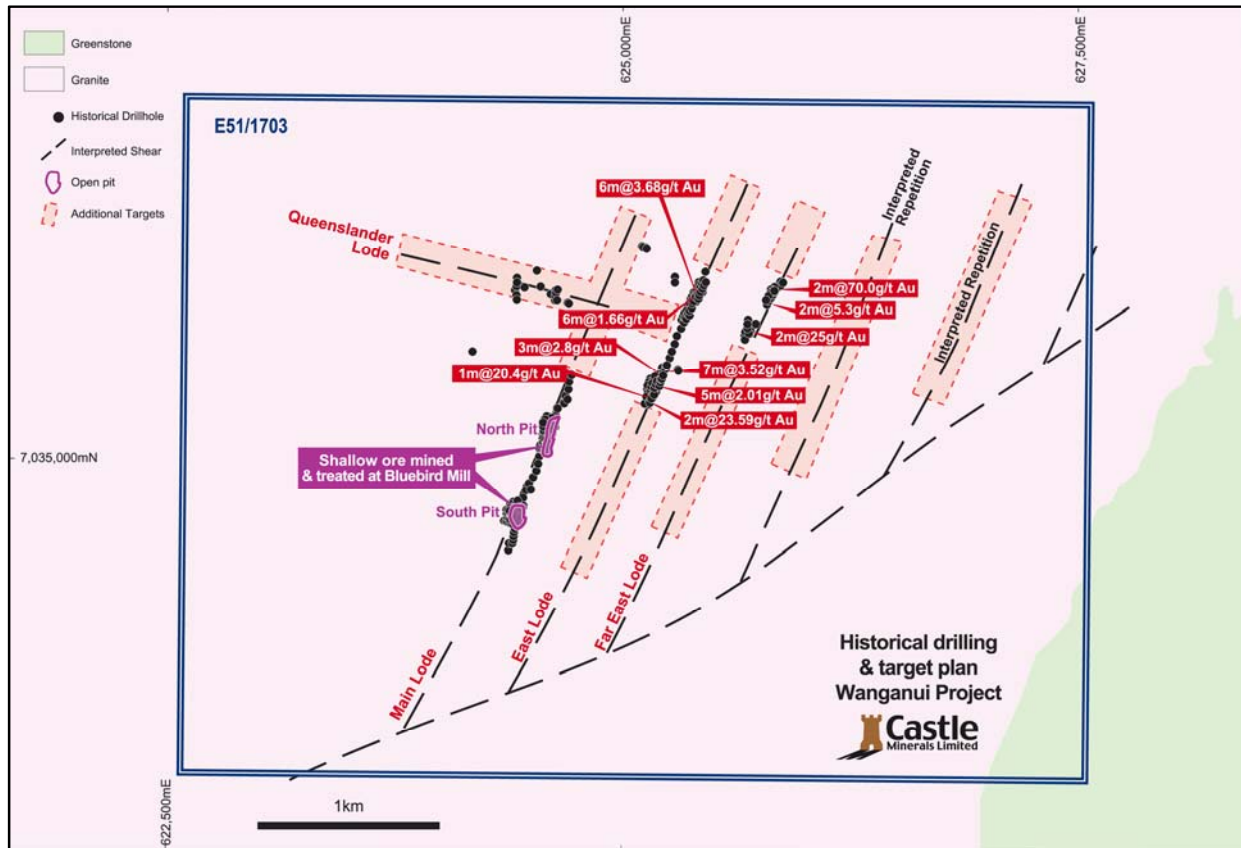 625,000mE
627,500mE
Greenstone
Granite
Historical Drillhole
Interpreted Shear
Open pit
Additional Targets
E51/1703
6m@3.68g/t Au
Interpreted
Repetition
Queenslander
Lode
Interpreted Repetition
2m@70.0g/t Au
2m@5.3g/t Au
6m@1.66g/t Au
2m@25g/t Au
3m@2.8g/t Au
1m@20.4g/t Au
7m@3.52g/t Au
5m@2.01g/t Au
2m@23.59g/t Au
North Pit
7,035,000mN
Shallow ore mined
& treated at Bluebird Mill
South Pit
Main Lode
East Lode
Far East Lode
Historical drilling
& target plan
Wanganui Project
Castle
Minerals Limited
622,500mE
1km